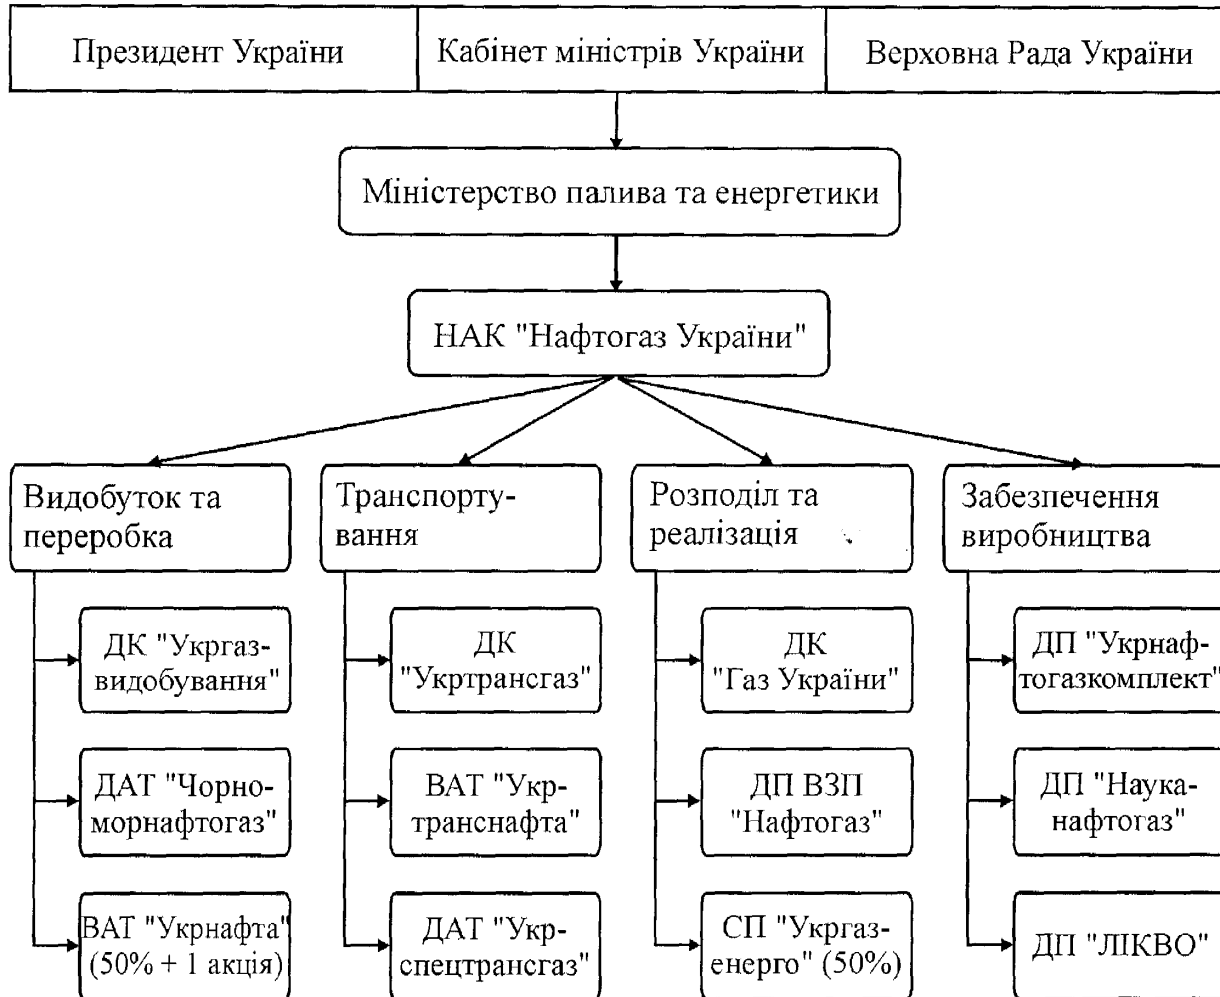 Президент України
Кабінет міністрів України
Верховна Рада України
Міністерство палива та енергетики
НАК "Нафтогаз України"
Видобуток та
переробка
Транспорту-
вання
Розподіл та
реалізація
Забезпечення
виробництва
ДК "Укргаз-
видобування"
ДК
"Укртрансгаз"
ДК
"Газ України"
ДП "Укрнаф-
тогазкомплект"
ДАТ "Чорно-
морнафтогаз"
ВАТ "Укр-
транснафта"
ДП ВЗП
"Нафтогаз"
ДП "Наука-
нафтогаз"
ВАТ "Укрнафта"
(50% + 1 акція)
ДАТ "Укр-
спецтрансгаз"
СП "Укргаз-
енерго" (50%)
ДП "ЛІКВО"